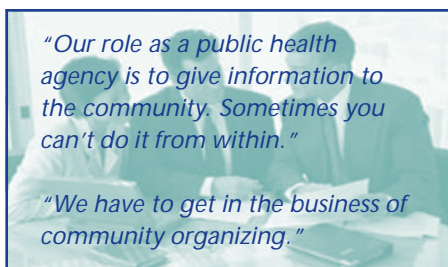 “Our role as a public health
agency is to give information to
the community. Sometimes you
can’t do it from within.”
“We have to get in the business of
community organizing.”